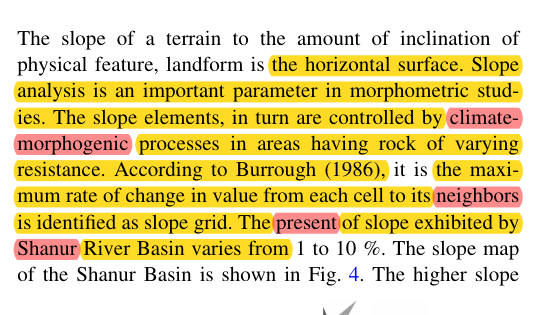 The slope of a terrain to the amount of inclination of
physical feature, landform is the horizontal surface. Slope
analysis is an important parameter in morphometric stud-
ies. The slope elements, in turn are controlled by climate-
morphogenic processes in areas having rock of varying
resistance. According to Burrough (1986), it is the maxi-
mum rate of change in value from each cell to its neighbors
is identified as slope grid. The present of slope exhibited by
Shanur River Basin varies from 1 to 10 %. The slope map
of the Shanur Basin is shown in Fig. 4. The higher slope